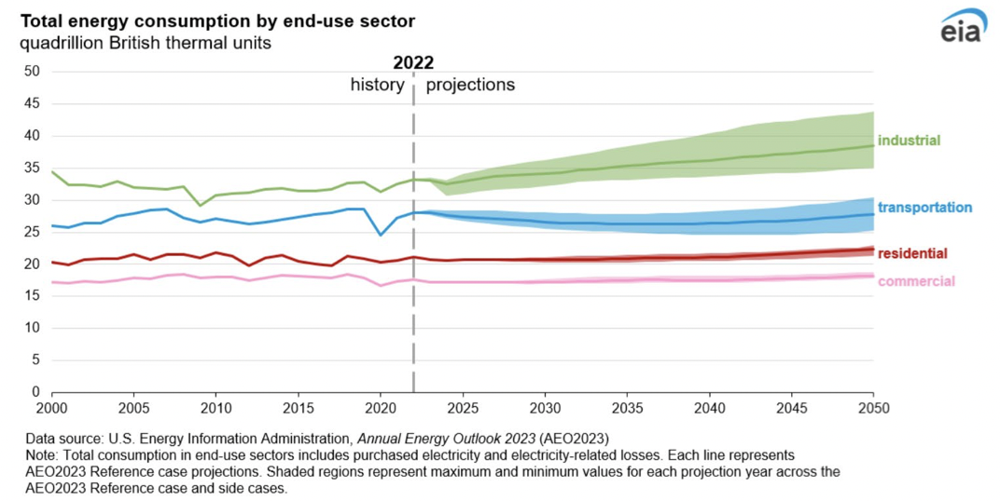 Total energy consumption by end-use sector
quadrillion British thermal units
eia
2022
history
projections
50
45
40
35
30
25
20
15
10
5
0
industrial
transportation
residential
commercial
2000
2005
2010
2015
2020
2025
2030
2035
2040
2045
2050
Data source: U.S. Energy Information Administration, Annual Energy Outlook 2023 (AEO2023)
Note: Total consumption in end-use sectors includes purchased electricity and electricity-related losses. Each line represents
AEO2023 Reference case projections. Shaded regions represent maximum and minimum values for each projection year across the
AEO2023 Reference case and side cases.